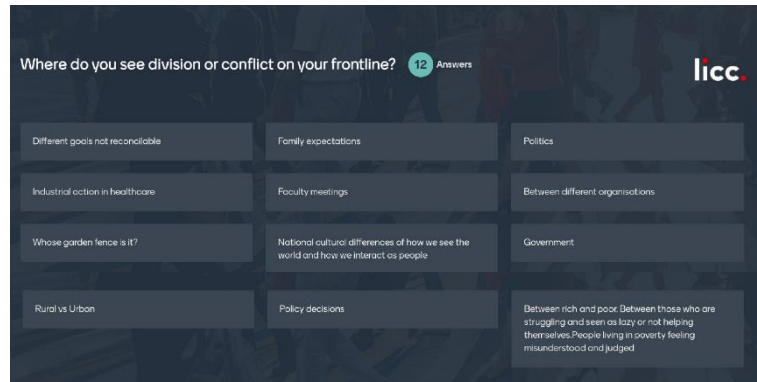 Where do you see division or conflict on your frontline? 12 Answers
licc.
Different goals not reconcilable
Family expectations
Politics
Industrial action in healthcare
Faculty meetings
Between different organisations
Whose garden fence is it?
National cultural differences of how we see the
world and how we interact as people
Government
Rural vs Urban
Policy decisions
Between rich and poor. Between those who are
struggling and seen as lazy or not helping
themselves.People living in poverty feeling
misunderstood and judged